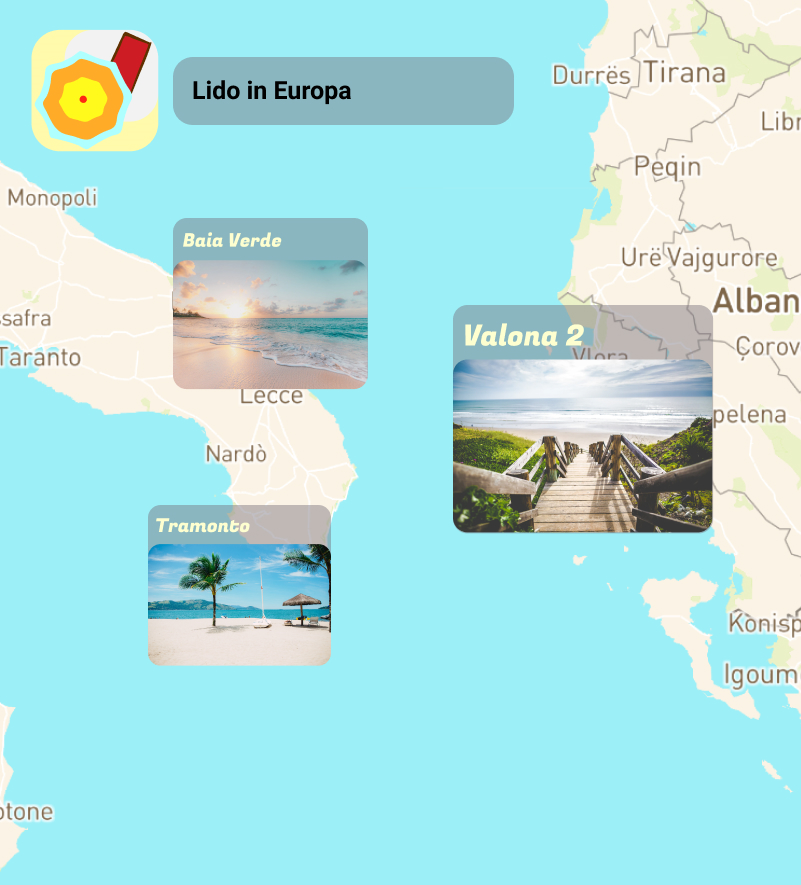 Lido in Europa
Durrës
Tirana
Libr
Peqin
Monopoli
Baia Verde
Urë Vajgurore
Alban
ssafra
Valona 2
Vlora
Çorov
Taranto
Lecce
pelena
Nardò
Tramonto
Konisp
Igoum
otone